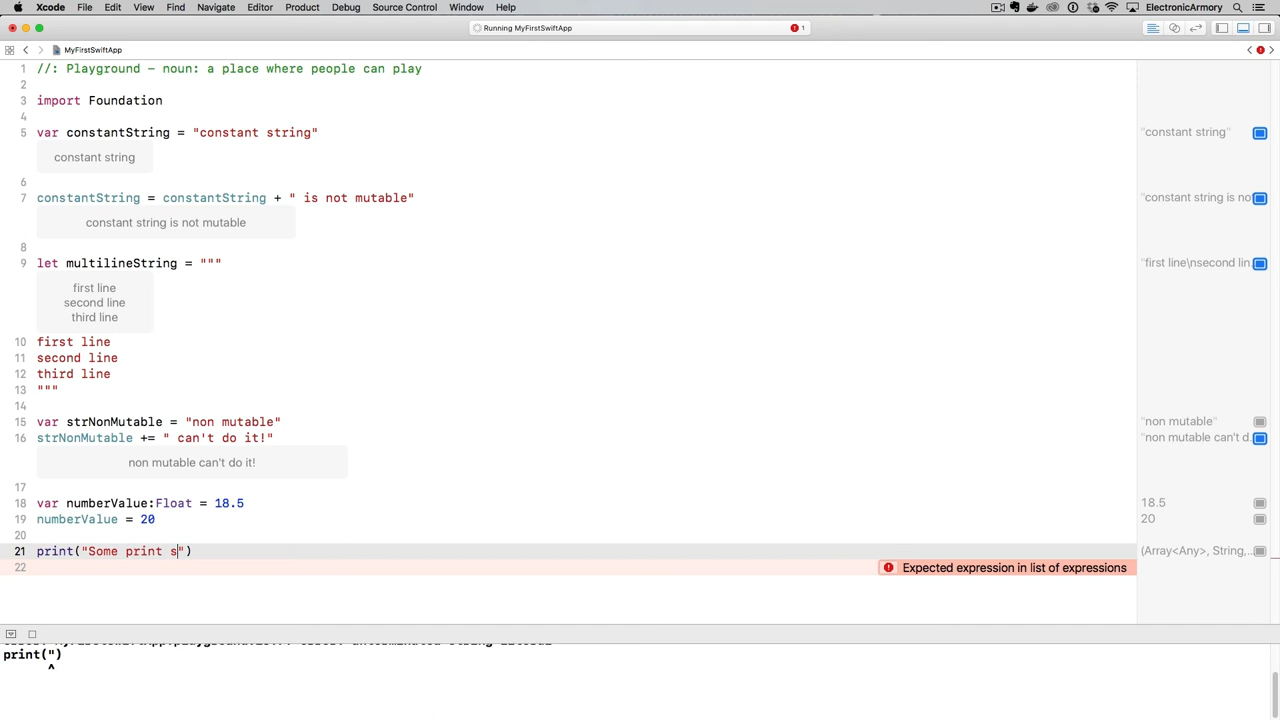 Xcode File Edit View Find Navigate Editor Product Debug Source Control Window Help ElectronicArmory
Running MyFirstSwiftApp 1
MyFirstSwiftApp
1 //: Playground – noun: a place where people can play
2
3 import Foundation
4
5 var constantString = "constant string" "constant string"
constant string
6
7 constantString = constantString + " is not mutable" "constant string is no
constant string is not mutable
8
9 let multilineString = """ "first line\nsecond lin...
first line
second line
third line
10 first line
11 second line
12 third line
13 """
14
15 var strNonMutable = "non mutable" "non mutable"
16 strNonMutable += " can't do it!" "non mutable can't d...
non mutable can't do it!
17
18 var numberValue:Float = 18.5 18.5
19 numberValue = 20 20
20
21 print("Some print s") (Array<Any>, String,...
22 Expected expression in list of expressions
print(")
^